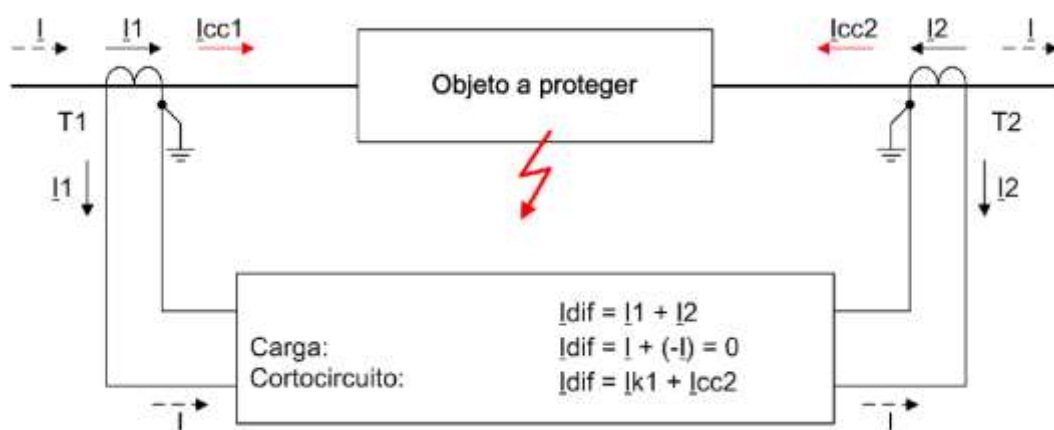 I I1 Icc1 Icc2 I2 I
Objeto a proteger
T1 T2
I1 I2
Idif = I1 + I2
Carga: Idif = I + (-I) = 0
Cortocircuito: Idif = Ik1 + Icc2
I I